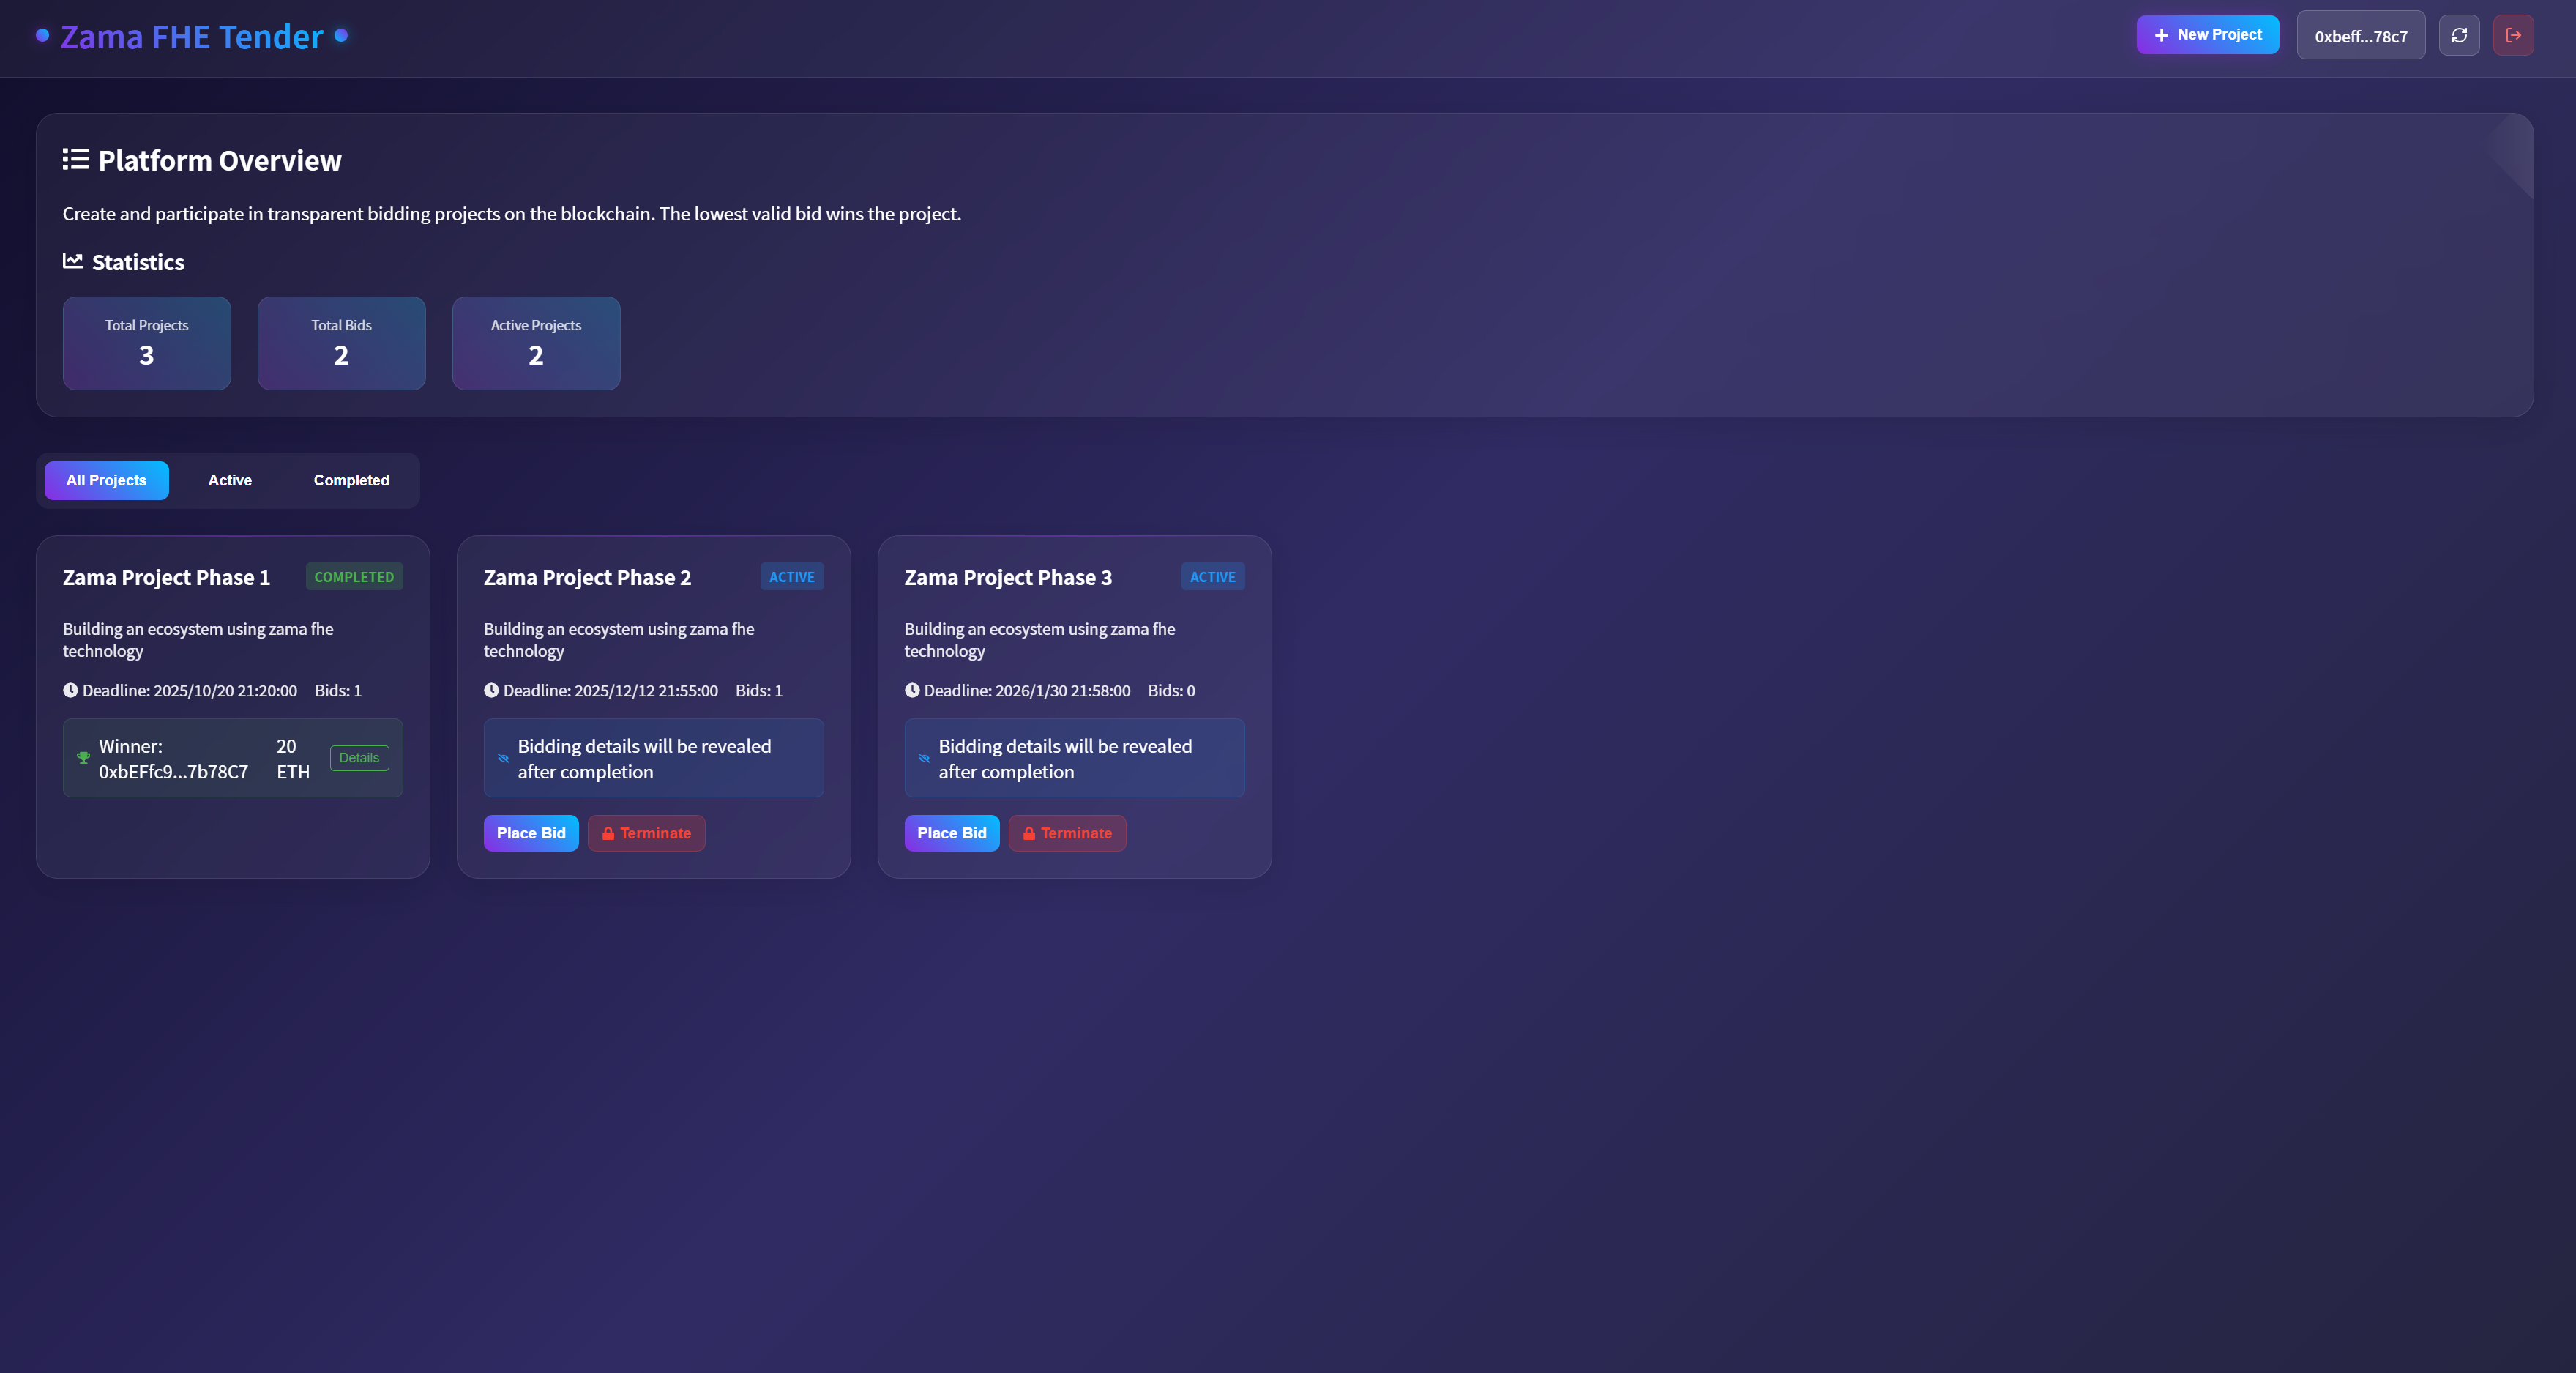 Zama FHE Tender
New Project
0xbeff...78c7
Platform Overview
Create and participate in transparent bidding projects on the blockchain. The lowest valid bid wins the project.
Statistics
Total Projects
3
Total Bids
2
Active Projects
2
All Projects
Active
Completed
Zama Project Phase 1
COMPLETED
Building an ecosystem using zama fhe
technology
Deadline: 2025/10/20 21:20:00
Bids: 1
Winner:
0xbEFfc9...7b78C7
20
ETH
Details
Zama Project Phase 2
ACTIVE
Building an ecosystem using zama fhe
technology
Deadline: 2025/12/12 21:55:00
Bids: 1
Bidding details will be revealed
after completion
Place Bid
Terminate
Zama Project Phase 3
ACTIVE
Building an ecosystem using zama fhe
technology
Deadline: 2026/1/30 21:58:00
Bids: 0
Bidding details will be revealed
after completion
Place Bid
Terminate